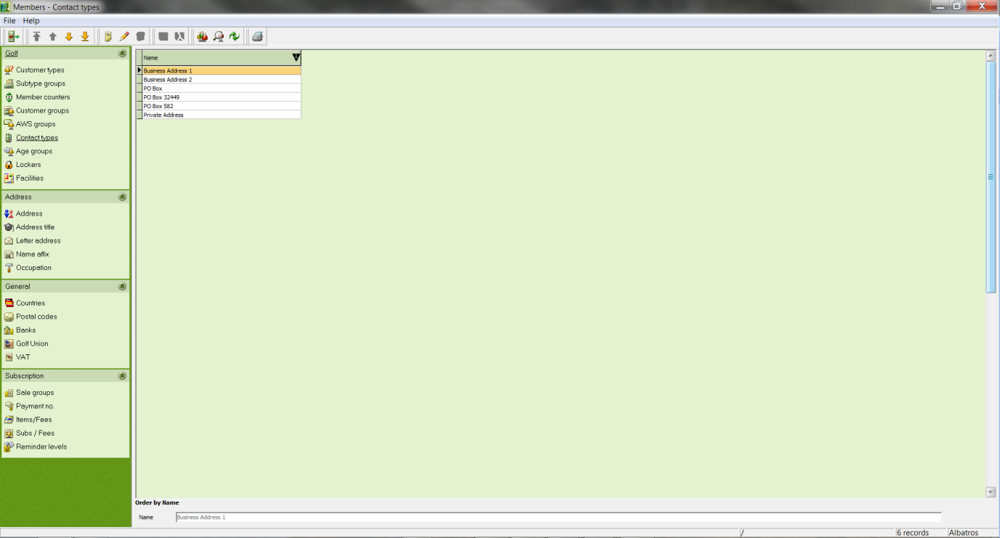 Members - Contact types
File Help
Golf
Customer types
Subtype groups
Member counters
Customer groups
AWS groups
Contact types
Age groups
Lockers
Facilities
Address
Address
Address title
Letter address
Name affix
Occupation
General
Countries
Postal codes
Banks
Golf Union
VAT
Subscription
Sale groups
Payment no.
Items/Fees
Subs / Fees
Reminder levels
Name
Business Address 1
Business Address 2
PO Box
PO Box 32449
PO Box 582
Private Address
Order by Name
Name Business Address 1
/ 6 records Albatros